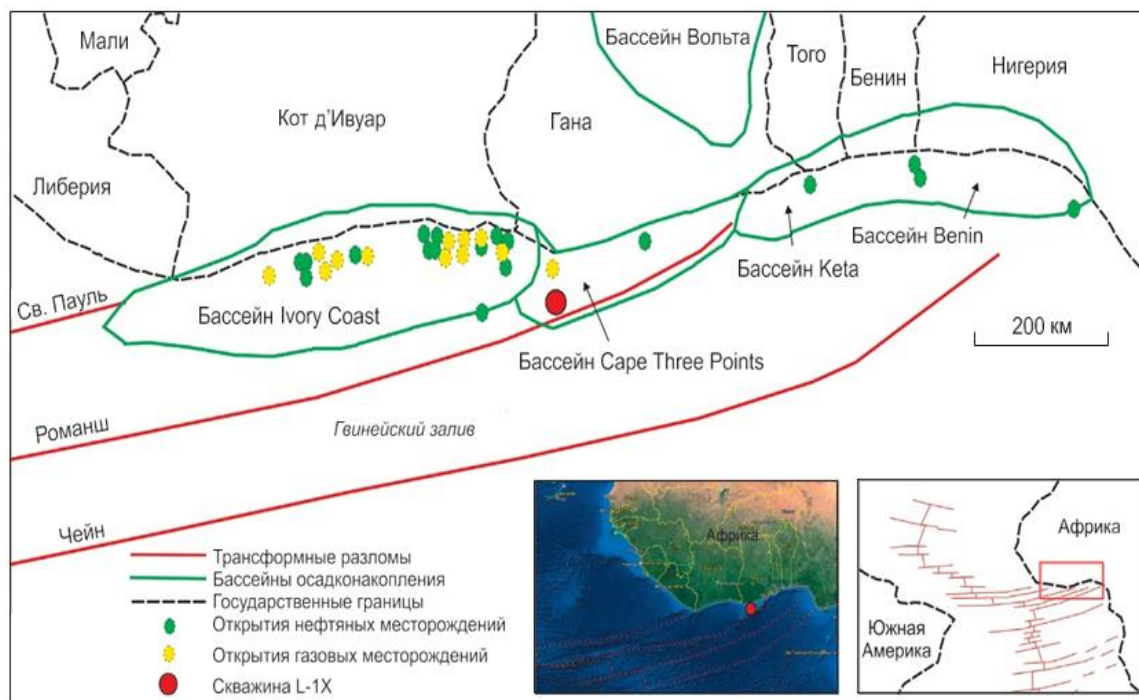 Мали
Бассейн Вольта
Того
Бенин
Нигерия
Кот д’Ивуар
Гана
Либерия
Бассейн Benin
Бассейн Keta
Св. Пауль
Бассейн Ivory Coast
200 км
Бассейн Cape Three Points
Романш
Гвинейский залив
Чейн
Африка
Африка
Южная
Америка
Трансформные разломы
Бассейны осадконакопления
Государственные границы
Открытия нефтяных месторождений
Открытия газовых месторождений
Скважина L-1X